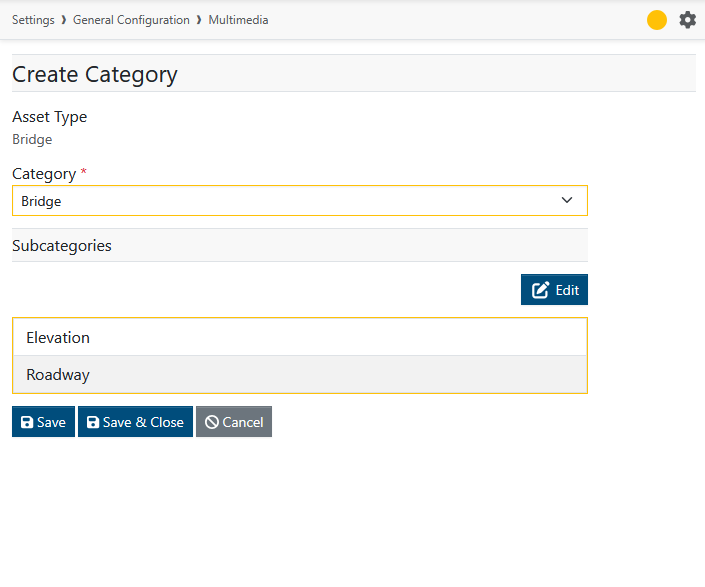 Settings ❯ General Configuration ❯ Multimedia
Create Category
Asset Type
Bridge
Category *
Bridge
Subcategories
Edit
Elevation
Roadway
Save Save & Close Cancel